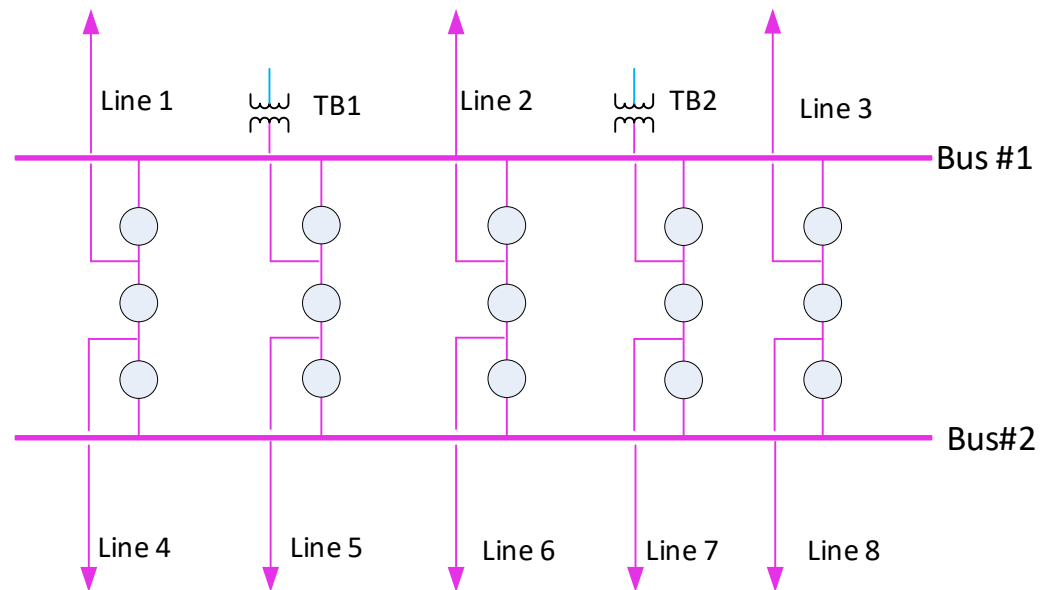 Line 1
TB1
Line 2
TB2
Line 3
Bus #1
Bus#2
Line 4
Line 5
Line 6
Line 7
Line 8